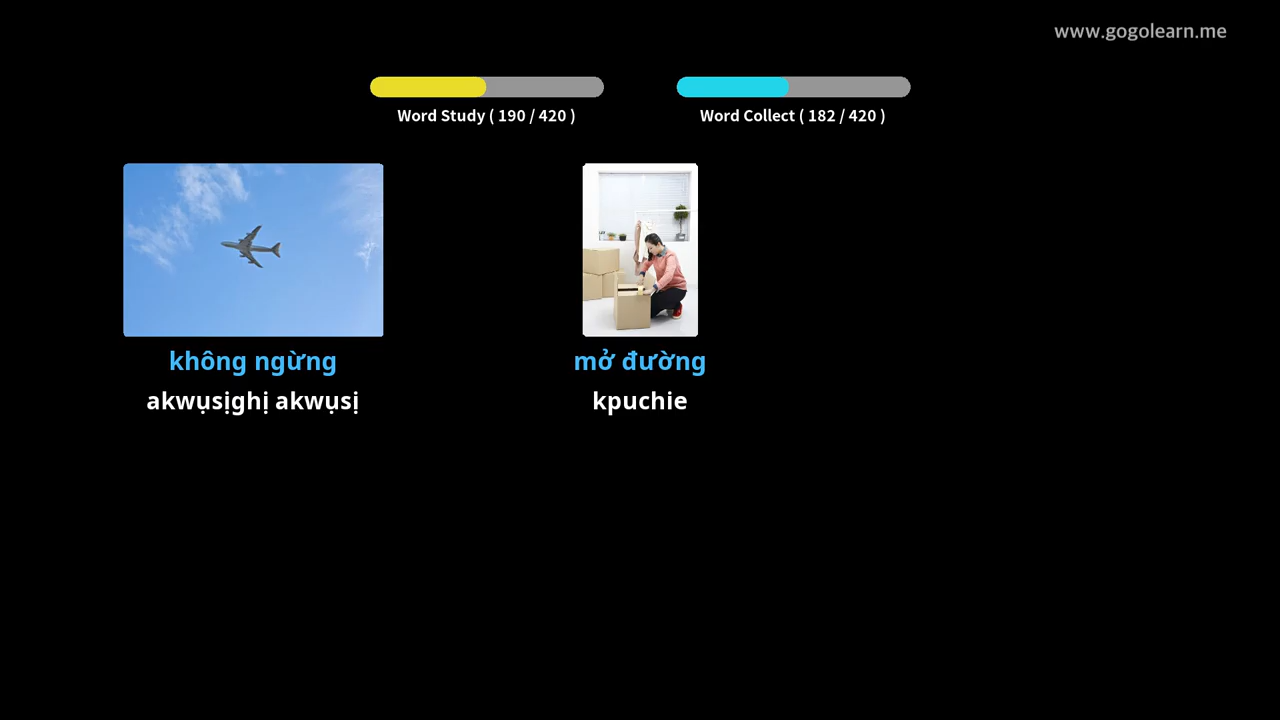 www.gogolearn.me
Word Study ( 190 / 420 )
Word Collect ( 182 / 420 )
không ngừng
mở đường
akwụsịghị akwụsị
kpuchie